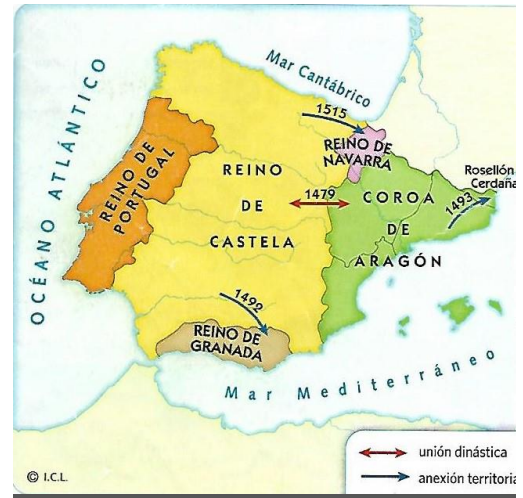 Mar Cantábrico
OCÉANO ATLÁNTICO
1515
REINO DE
NAVARRA
REINO DE
PORTUGAL
REINO
DE
CASTELA
1479
COROA
DE
ARAGÓN
Rosellón
Cerdaña
1493
1492
REINO DE
GRANADA
Mar Mediterráneo
unión dinástica
anexión territoria
© I.C.L.